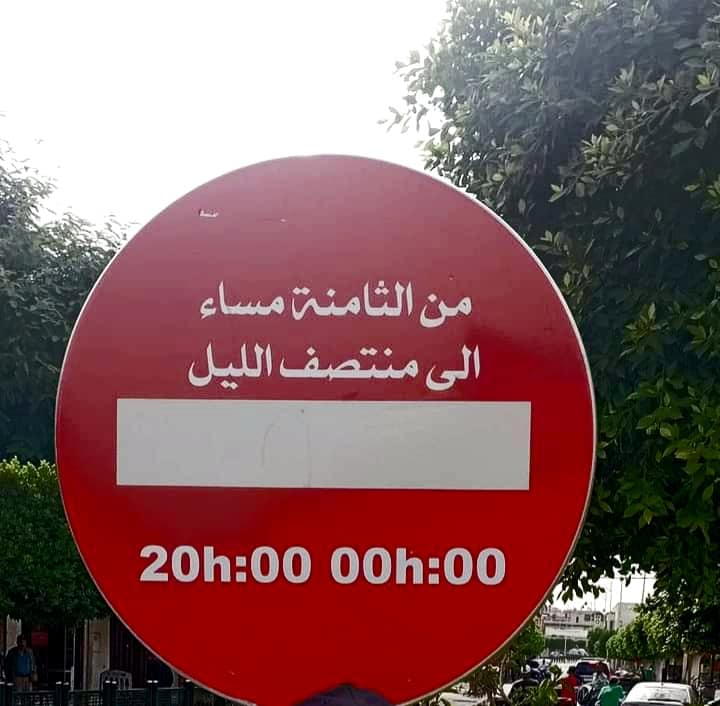 من الثامنة مساء
الى منتصف الليل
20h:00 00h:00